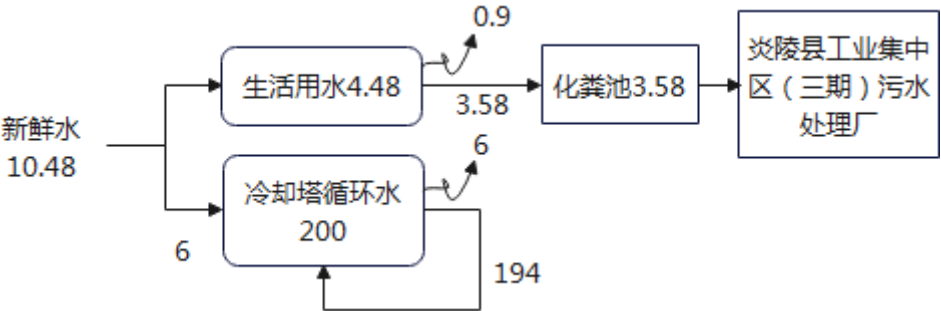 0.9
生活用水4.48
3.58
化粪池3.58
炎陵县工业集中
区（三期）污水
处理厂
新鲜水
10.48
6
冷却塔循环水
200
6
194